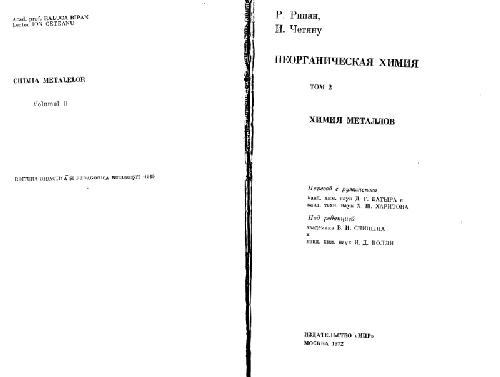 Acad. prof. RALUCA RIPAN
Lector ION CETEANU
CHIMIA METALELOR
Volumul II
EDITURA DIDACTICĂ ȘI PEDAGOGICĂ BUCUREȘTI
Р. Рипан,
И. Четяну
НЕОРГАНИЧЕСКАЯ ХИМИЯ
ТОМ 2
ХИМИЯ МЕТАЛЛОВ
Перевод с румынского
канд. хим. наук Д. Г. БАТЫРА и
канд. хим. наук Х. Ш. ХАРИТОНА
Под редакцией
академика В. И. СПИЦЫНА
и
канд. хим. наук И. Д. КОЛЛИ
ИЗДАТЕЛЬСТВО «МИР»
МОСКВА 1972